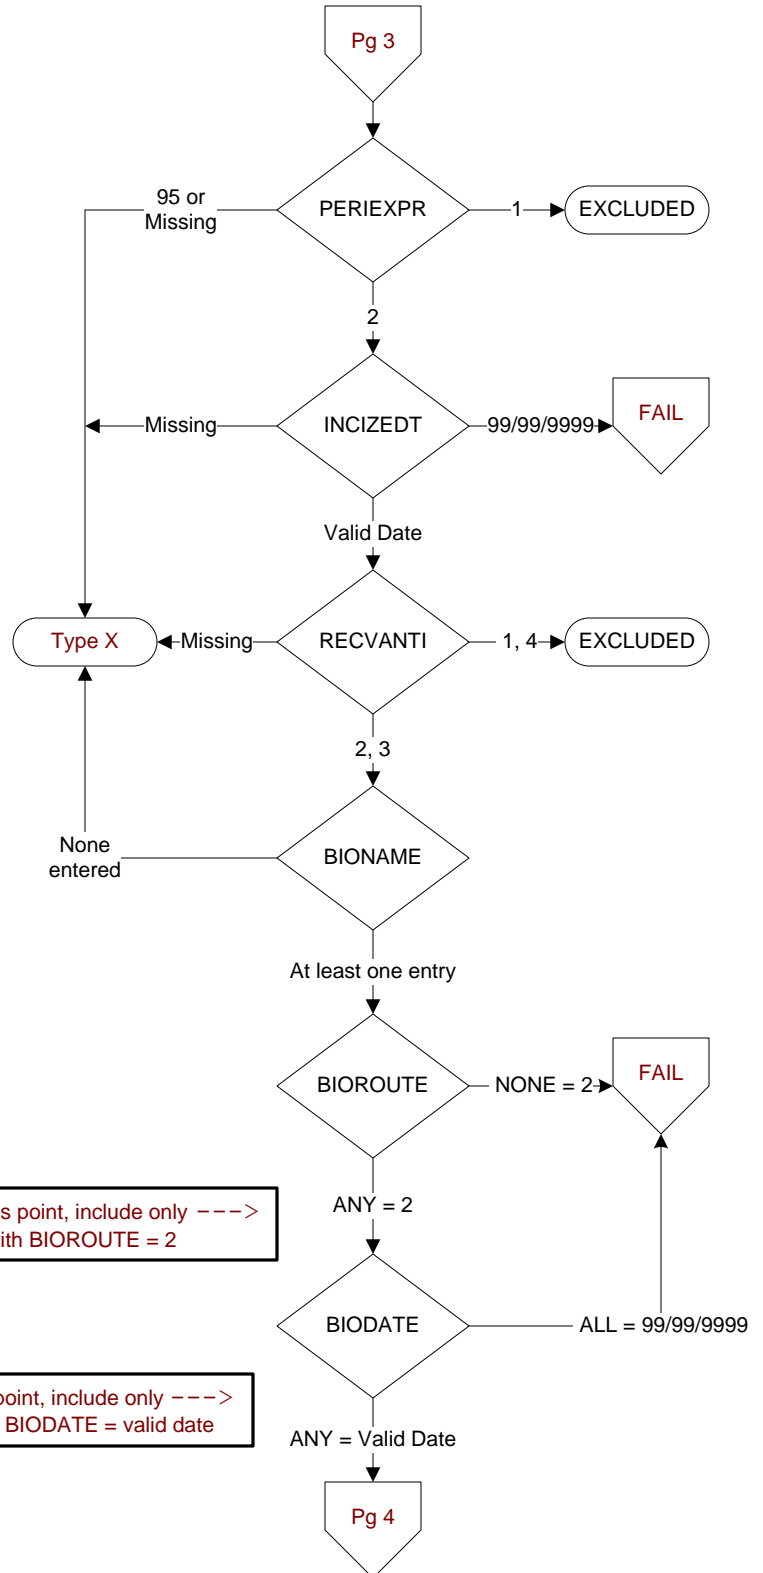 Pg 3
95 or
Missing
PERIEXPR
1
EXCLUDED
2
Missing
INCIZEDT
99/99/9999
FAIL
Valid Date
Type X
Missing
RECVANTI
1, 4
EXCLUDED
2, 3
None
entered
BIONAME
At least one entry
BIOROUTE
NONE = 2
FAIL
s point, include only --->
ith BIOROUTE = 2
ANY = 2
BIODATE
ALL = 99/99/9999
point, include only --->
BIODATE = valid date
ANY = Valid Date
Pg 4